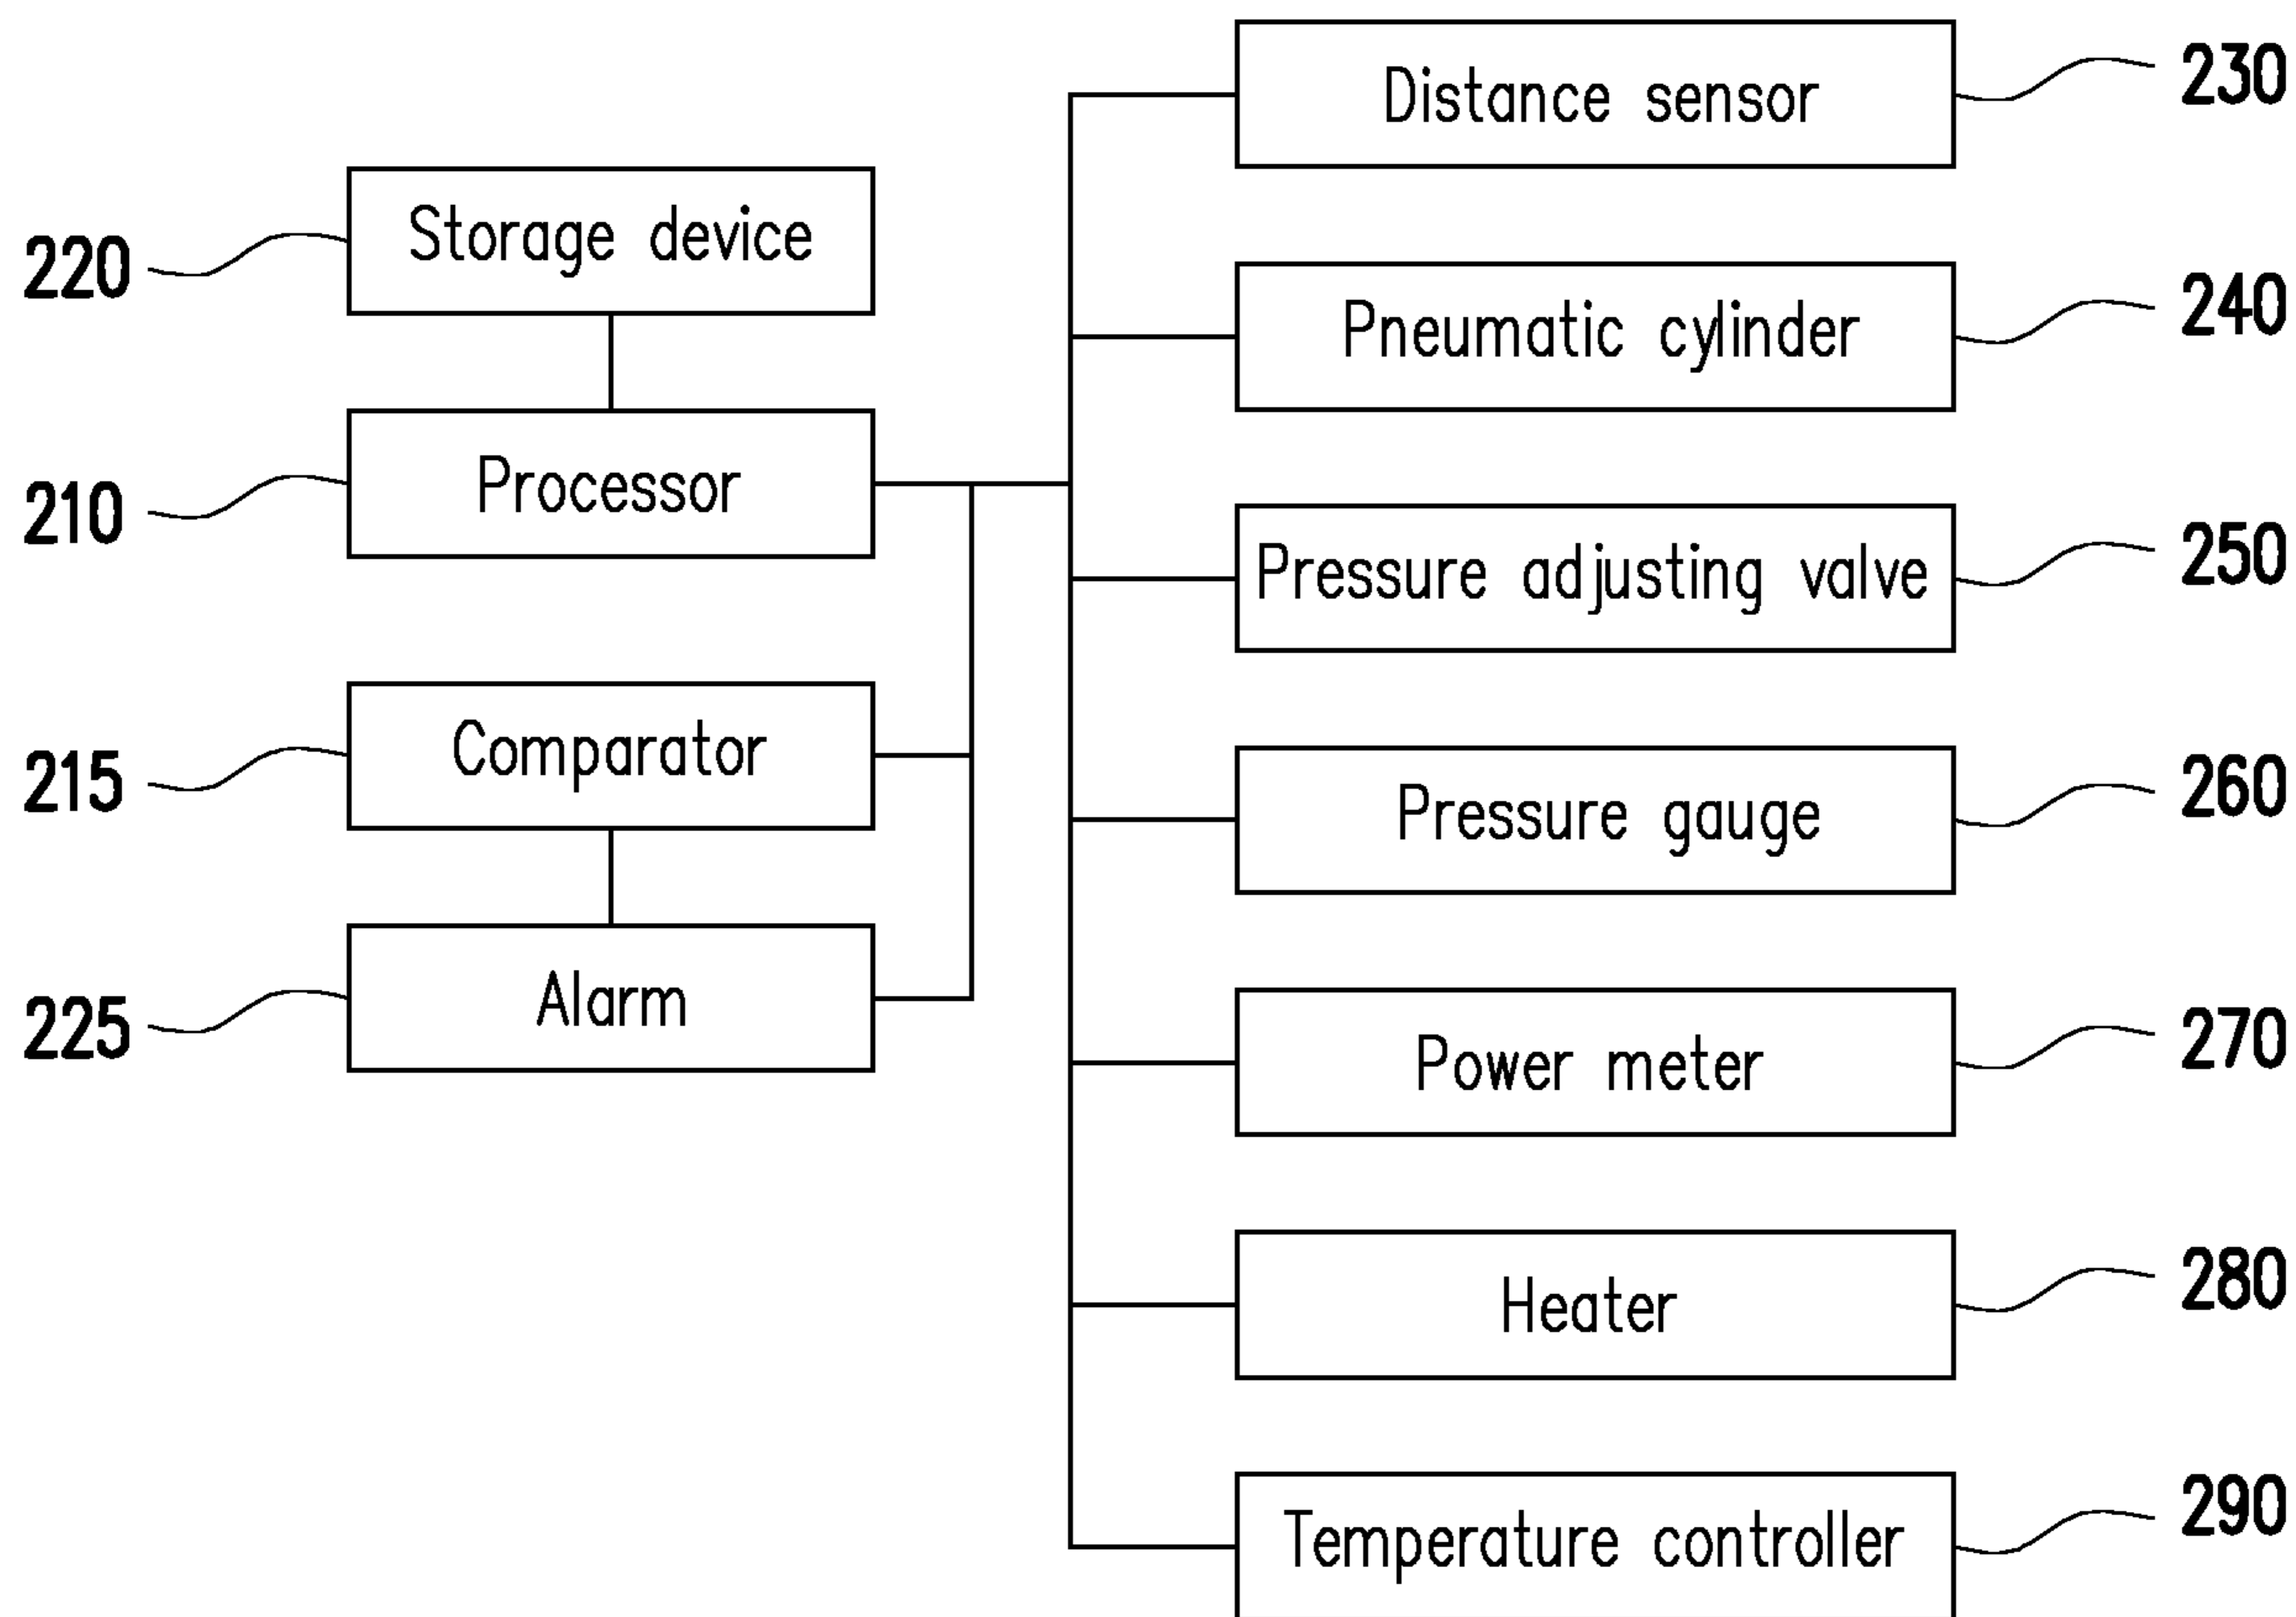 220
Storage device
210
Processor
215
Comparator
225
Alarm
Distance sensor
230
Pneumatic cylinder
240
Pressure adjusting valve
250
Pressure gauge
260
Power meter
270
Heater
280
Temperature controller
290